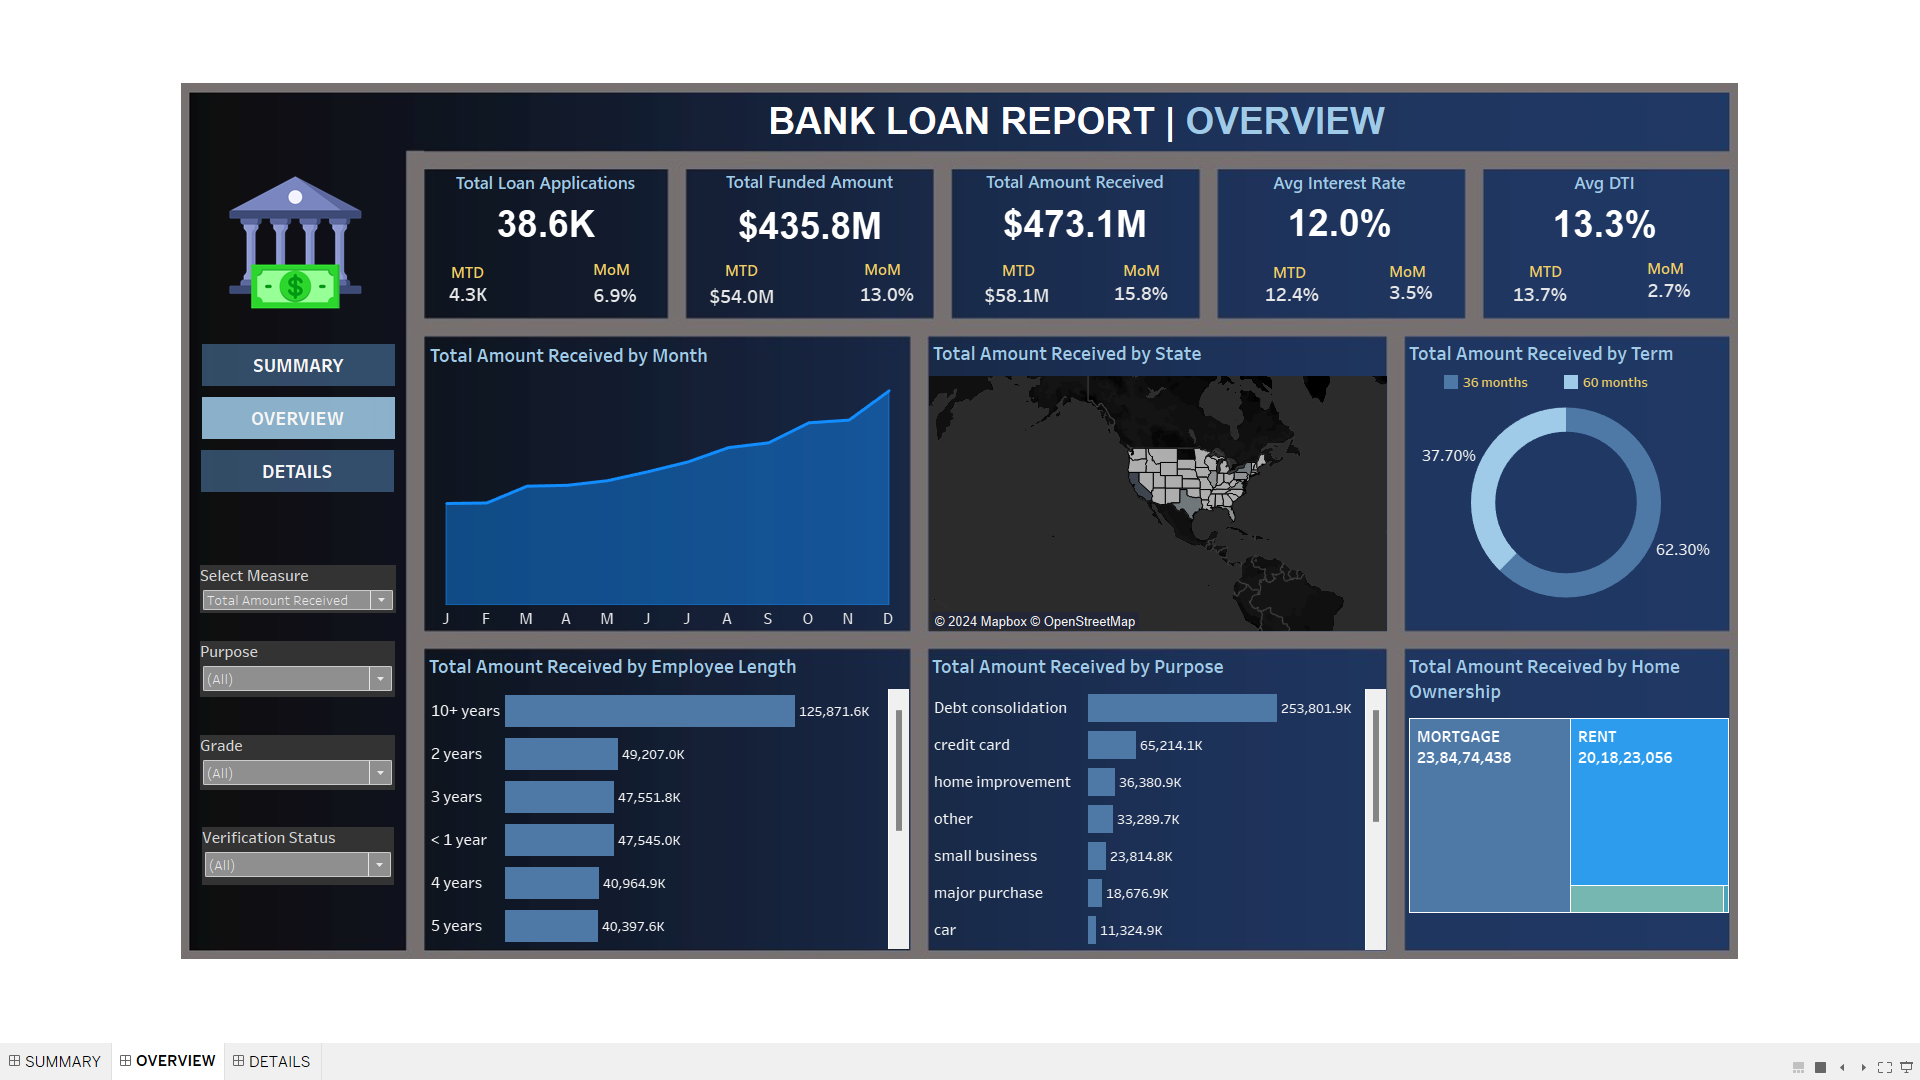 BANK LOAN REPORT | OVERVIEW
Total Loan Applications
38.6K
MTD
4.3K
MoM
6.9%
Total Funded Amount
$435.8M
MTD
$54.0M
MoM
13.0%
Total Amount Received
$473.1M
MTD
$58.1M
MoM
15.8%
Avg Interest Rate
12.0%
MTD
12.4%
MoM
3.5%
Avg DTI
13.3%
MTD
13.7%
MoM
2.7%
$
SUMMARY
OVERVIEW
DETAILS
Select Measure
Total Amount Received
Purpose
(All)
Grade
(All)
Verification Status
(All)
Total Amount Received by Month
J F M A M J J A S O N D
Total Amount Received by State
© 2024 Mapbox © OpenStreetMap
Total Amount Received by Term
36 months
60 months
37.70%
62.30%
Total Amount Received by Employee Length
10+ years 125,871.6K
2 years 49,207.0K
3 years 47,551.8K
< 1 year 47,545.0K
4 years 40,964.9K
5 years 40,397.6K
Total Amount Received by Purpose
Debt consolidation 253,801.9K
credit card 65,214.1K
home improvement 36,380.9K
other 33,289.7K
small business 23,814.8K
major purchase 18,676.9K
car 11,324.9K
Total Amount Received by Home
Ownership
MORTGAGE
23,84,74,438
RENT
20,18,23,056
SUMMARY
OVERVIEW
DETAILS